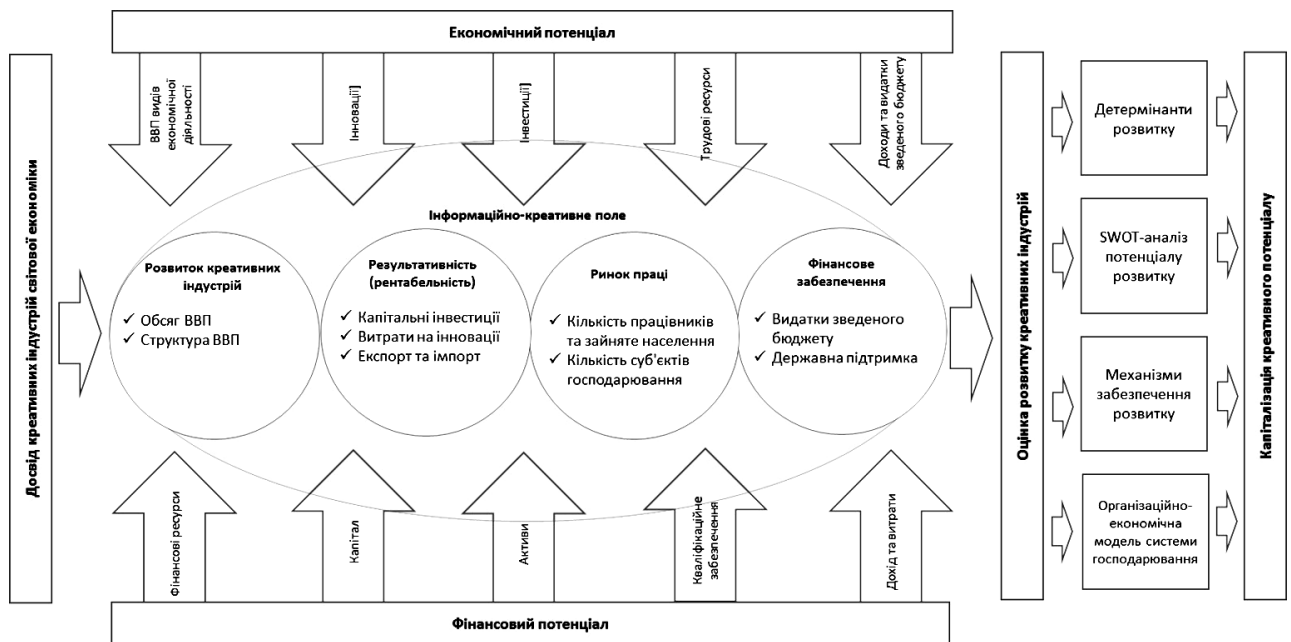 Економічний потенціал
Досвід креативних індустрій світової економіки
ВВП видів
економічної
діяльності
Інновації]
Інвестиції]
Трудові ресурси
Доходи та видатки
зведеного бюджету
Інформаційно-креативне поле
Розвиток креативних
індустрій
✓ Обсяг ВВП
✓ Структура ВВП
Результативність
(рентабельність)
✓ Капітальні інвестиції
✓ Витрати на інновації
✓ Експорт та імпорт
Ринок праці
✓ Кількість працівників
та зайняте населення
✓ Кількість суб'єктів
господарювання
Фінансове
забезпечення
✓ Видатки зведеного
бюджету
✓ Державна підтримка
Фінансові ресурси
Капітал
Активи
Кваліфікаційне
забезпечення
Дохід та витрати
Фінансовий потенціал
Оцінка розвитку креативних індустрій
Детермінанти
розвитку
SWOT-аналіз
потенціалу
розвитку
Механізми
забезпечення
розвитку
Організаційно-
економічна
модель системи
господарювання
Капіталізація креативного потенціалу